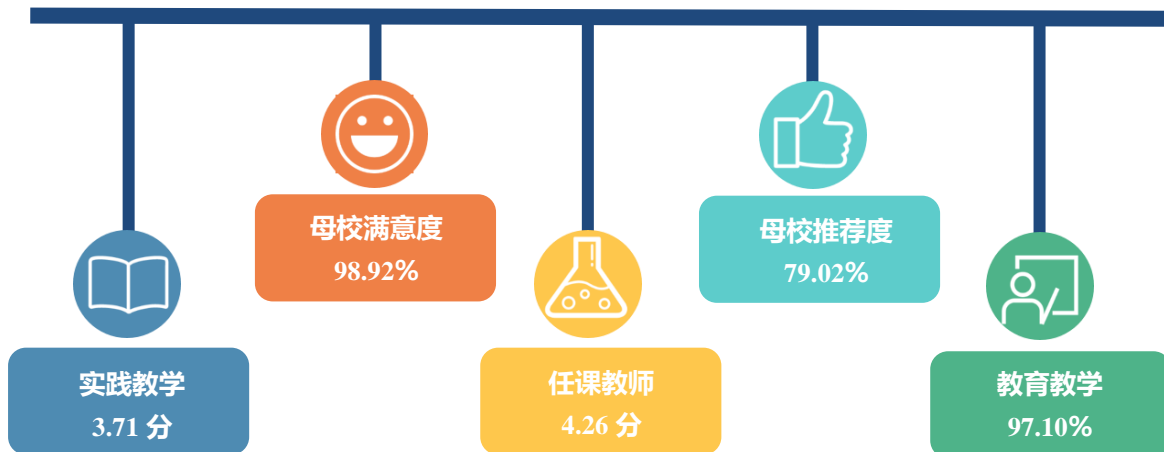 实践教学
3.71 分
母校满意度
98.92%
任课教师
4.26 分
母校推荐度
79.02%
教育教学
97.10%